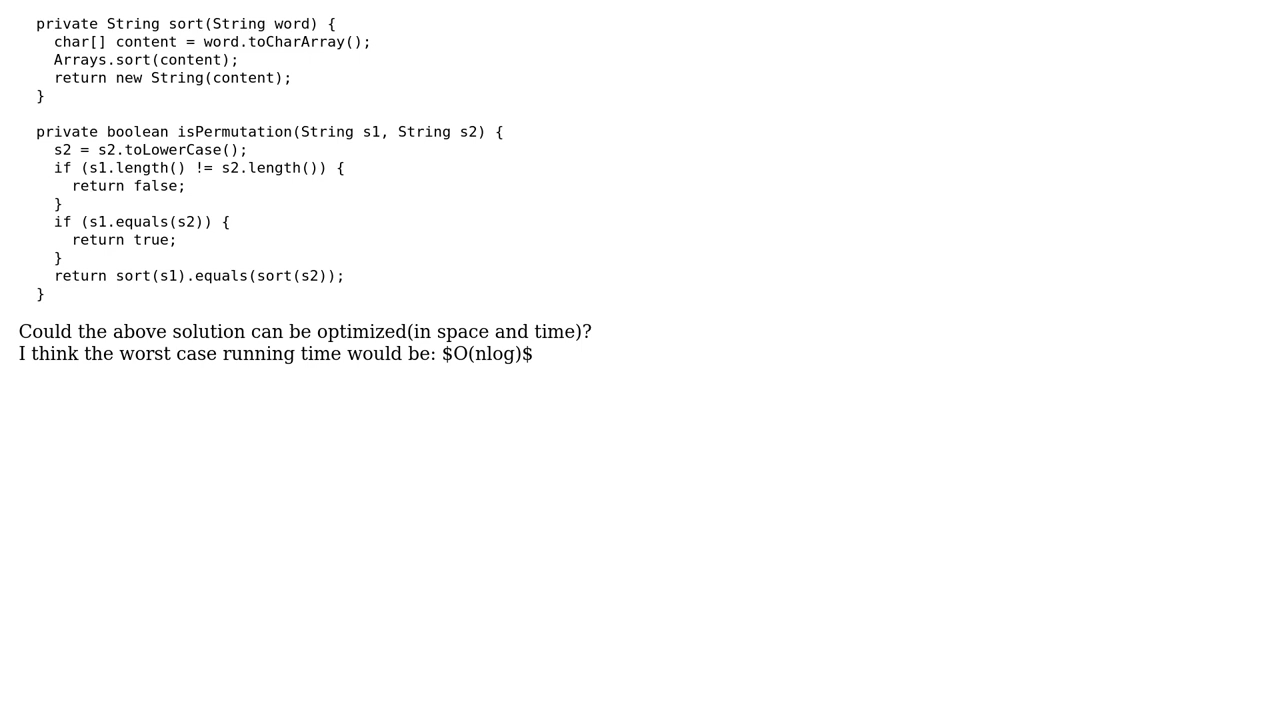 private String sort(String word) {
char[] content = word.toCharArray();
Arrays.sort(content);
return new String(content);
}
private boolean isPermutation(String s1, String s2) {
s2 = s2.toLowerCase();
if (s1.length() != s2.length()) {
return false;
}
if (s1.equals(s2)) {
return true;
}
return sort(s1).equals(sort(s2));
}
Could the above solution can be optimized(in space and time)?
I think the worst case running time would be: $O(nlog)$